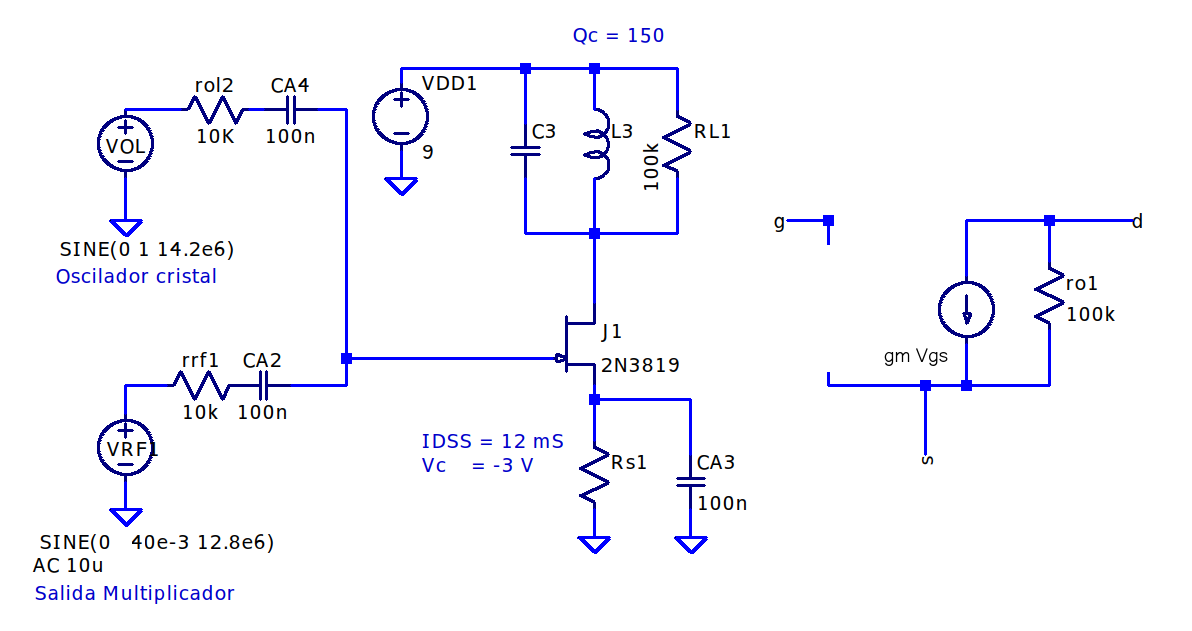 Qc = 150
rol2
CA4
VDD1
10K
100n
C3
L3
RL1
VOL
9
100k
g
d
SINE(0 1 14.2e6)
Oscilador cristal
ro1
100k
J1
gm Vgs
rrf1
CA2
2N3819
10k
100n
IDSS = 12 mS
Vc = -3 V
VRF1
Rs1
CA3
s
100n
SINE(0 40e-3 12.8e6)
AC 10u
Salida Multiplicador